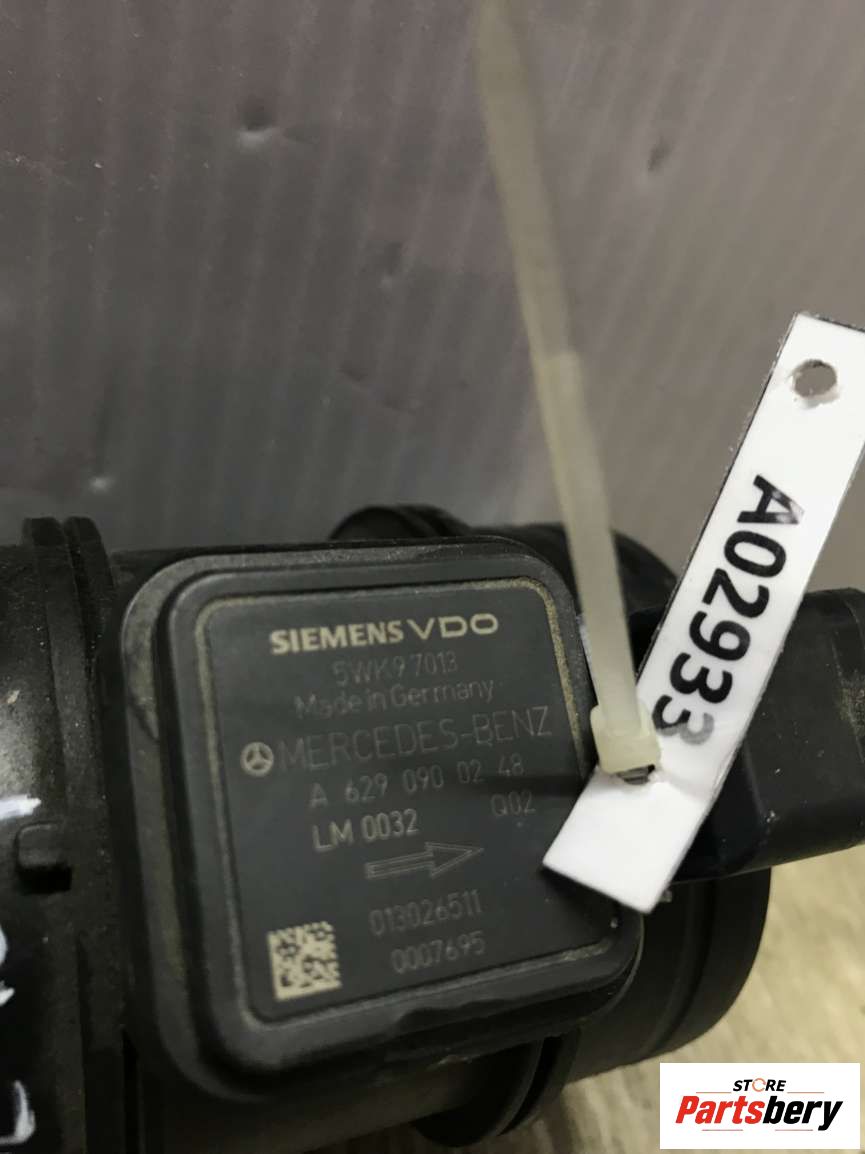 SIEMENS VDO
5WK9 7013
Made in Germany
MERCEDES-BENZ
A 629 090 02 48
LM 0032 Q02
013026511
0007695
A02933
STORE
Partsbery